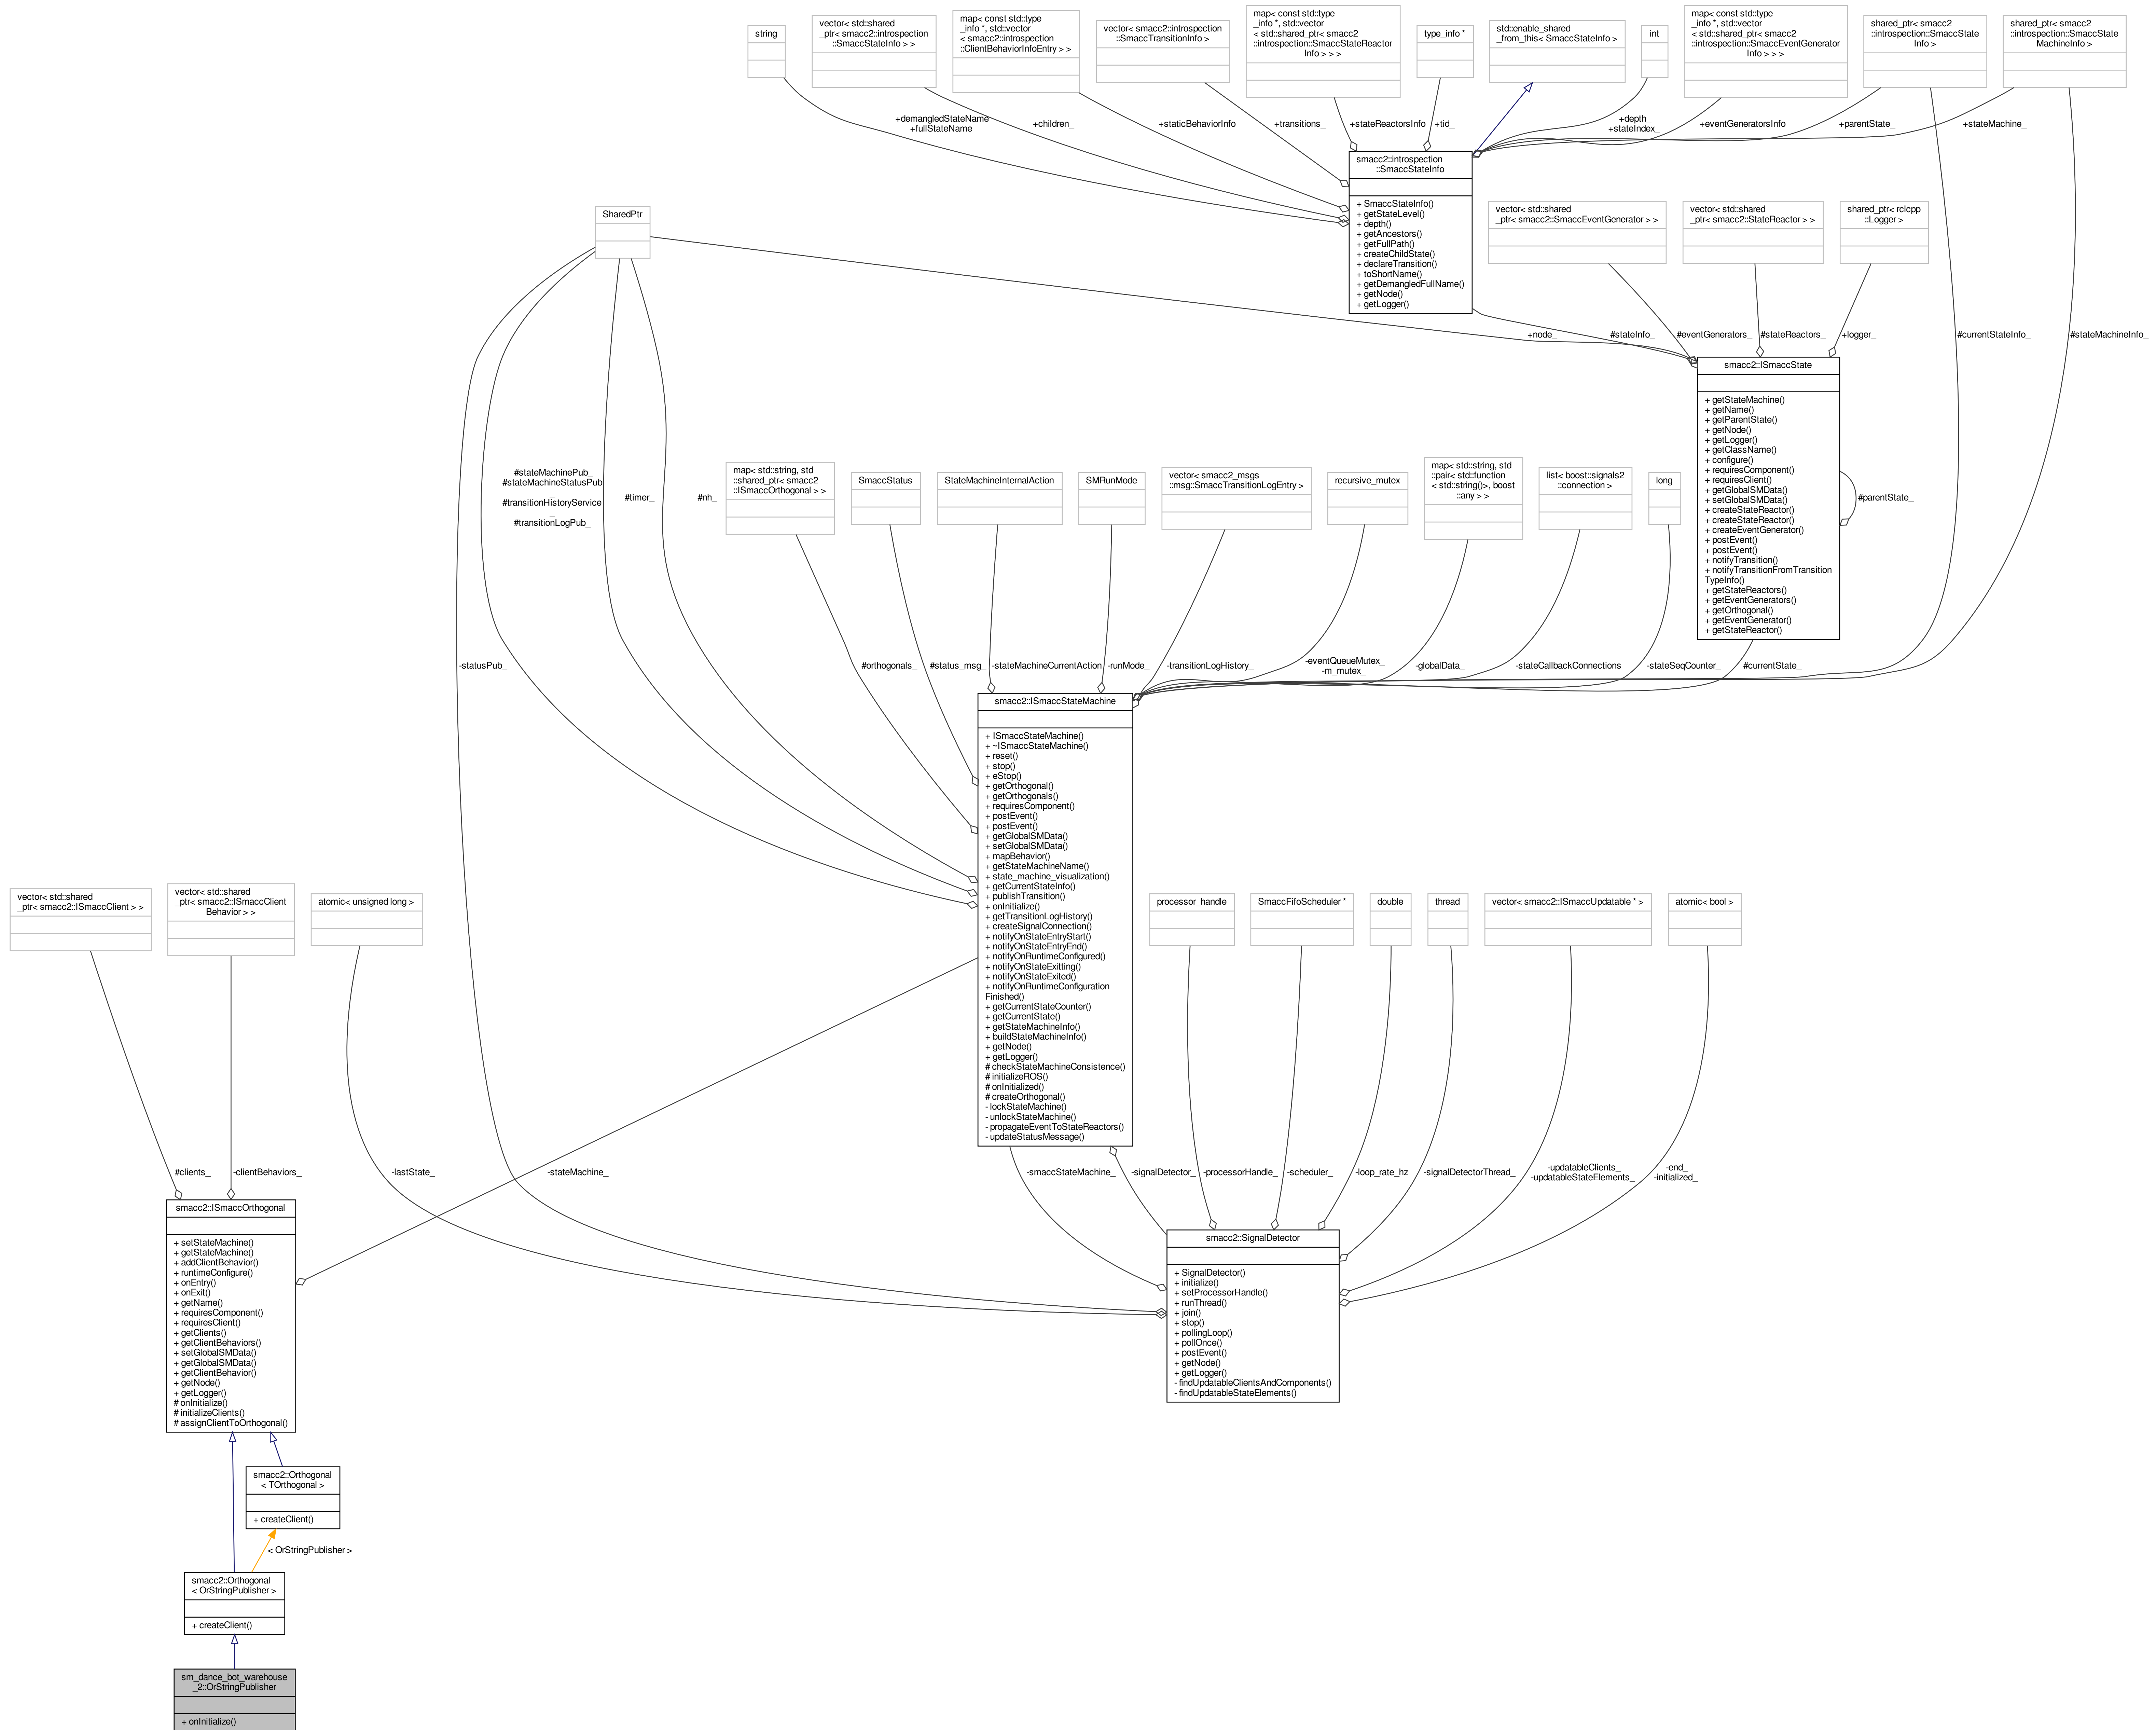 string
vector< std::shared
_ptr< smacc2::introspection
::SmaccStateInfo > >
map< const std::type
_info *, std::vector
< smacc2::introspection
::ClientBehaviorInfoEntry > >
vector< smacc2::introspection
::SmaccTransitionInfo >
map< const std::type
_info *, std::vector
< std::shared_ptr< smacc2
::introspection::SmaccStateReactor
Info > > >
type_info *
std::enable_shared
_from_this< SmaccStateInfo >
int
map< const std::type
_info *, std::vector
< std::shared_ptr< smacc2
::introspection::SmaccEventGenerator
Info > > >
shared_ptr< smacc2
::introspection::SmaccState
Info >
shared_ptr< smacc2
::introspection::SmaccState
MachineInfo >
+demangledStateName
+fullStateName
+children_
+staticBehaviorInfo
+transitions_
+stateReactorsInfo
+tid_
+depth_
+stateIndex_
+eventGeneratorsInfo
+parentState_
+stateMachine_
smacc2::introspection
::SmaccStateInfo
+ SmaccStateInfo()
+ getStateLevel()
+ depth()
+ getAncestors()
+ getFullPath()
+ createChildState()
+ declareTransition()
+ toShortName()
+ getDemangledFullName()
+ getNode()
+ getLogger()
SharedPtr
vector< std::shared
_ptr< smacc2::SmaccEventGenerator > >
vector< std::shared
_ptr< smacc2::StateReactor > >
shared_ptr< rclcpp
::Logger >
+node_
#stateInfo_
#eventGenerators_
#stateReactors_
+logger_
#currentStateInfo_
#stateMachineInfo_
smacc2::ISmaccState
+ getStateMachine()
+ getName()
+ getParentState()
+ getNode()
+ getLogger()
+ getClassName()
+ configure()
+ requiresComponent()
+ requiresClient()
+ getGlobalSMData()
+ setGlobalSMData()
+ createStateReactor()
+ createStateReactor()
+ createEventGenerator()
+ postEvent()
+ postEvent()
+ notifyTransition()
+ notifyTransitionFromTransition
TypeInfo()
+ getStateReactors()
+ getEventGenerators()
+ getOrthogonal()
+ getEventGenerator()
+ getStateReactor()
#parentState_
#stateMachinePub_
#stateMachineStatusPub
_
#transitionHistoryService
_
#transitionLogPub_
#timer_
#nh_
map< std::string, std
::shared_ptr< smacc2
::ISmaccOrthogonal > >
SmaccStatus
StateMachineInternalAction
SMRunMode
vector< smacc2_msgs
::msg::SmaccTransitionLogEntry >
recursive_mutex
map< std::string, std
::pair< std::function
< std::string()>, boost
::any > >
list< boost::signals2
::connection >
long
-statusPub_
#orthogonals_
#status_msg_
-stateMachineCurrentAction
-runMode_
-transitionLogHistory_
-eventQueueMutex_
-m_mutex_
-globalData_
-stateCallbackConnections
-stateSeqCounter_
#currentState_
smacc2::ISmaccStateMachine
+ ISmaccStateMachine()
+ ~ISmaccStateMachine()
+ reset()
+ stop()
+ eStop()
+ getOrthogonal()
+ getOrthogonals()
+ requiresComponent()
+ postEvent()
+ postEvent()
+ getGlobalSMData()
+ setGlobalSMData()
+ mapBehavior()
+ getStateMachineName()
+ state_machine_visualization()
+ getCurrentStateInfo()
+ publishTransition()
+ onInitialize()
+ getTransitionLogHistory()
+ createSignalConnection()
+ notifyOnStateEntryStart()
+ notifyOnStateEntryEnd()
+ notifyOnRuntimeConfigured()
+ notifyOnStateExitting()
+ notifyOnStateExited()
+ notifyOnRuntimeConfiguration
Finished()
+ getCurrentStateCounter()
+ getCurrentState()
+ getStateMachineInfo()
+ buildStateMachineInfo()
+ getNode()
+ getLogger()
# checkStateMachineConsistence()
# initializeROS()
# onInitialized()
# createOrthogonal()
- lockStateMachine()
- unlockStateMachine()
- propagateEventToStateReactors()
- updateStatusMessage()
vector< std::shared
_ptr< smacc2::ISmaccClient > >
vector< std::shared
_ptr< smacc2::ISmaccClient
Behavior > >
atomic< unsigned long >
processor_handle
SmaccFifoScheduler *
double
thread
vector< smacc2::ISmaccUpdatable * >
atomic< bool >
#clients_
-clientBehaviors_
-lastState_
-stateMachine_
-smaccStateMachine_
-signalDetector_
-processorHandle_
-scheduler_
-loop_rate_hz
-signalDetectorThread_
-updatableClients_
-updatableStateElements_
-end_
-initialized_
smacc2::ISmaccOrthogonal
+ setStateMachine()
+ getStateMachine()
+ addClientBehavior()
+ runtimeConfigure()
+ onEntry()
+ onExit()
+ getName()
+ requiresComponent()
+ requiresClient()
+ getClients()
+ getClientBehaviors()
+ setGlobalSMData()
+ getGlobalSMData()
+ getClientBehavior()
+ getNode()
+ getLogger()
# onInitialize()
# initializeClients()
# assignClientToOrthogonal()
smacc2::SignalDetector
+ SignalDetector()
+ initialize()
+ setProcessorHandle()
+ runThread()
+ join()
+ stop()
+ pollingLoop()
+ pollOnce()
+ postEvent()
+ getNode()
+ getLogger()
- findUpdatableClientsAndComponents()
- findUpdatableStateElements()
smacc2::Orthogonal
< TOrthogonal >
+ createClient()
< OrStringPublisher >
smacc2::Orthogonal
< OrStringPublisher >
+ createClient()
sm_dance_bot_warehouse
_2::OrStringPublisher
+ onInitialize()